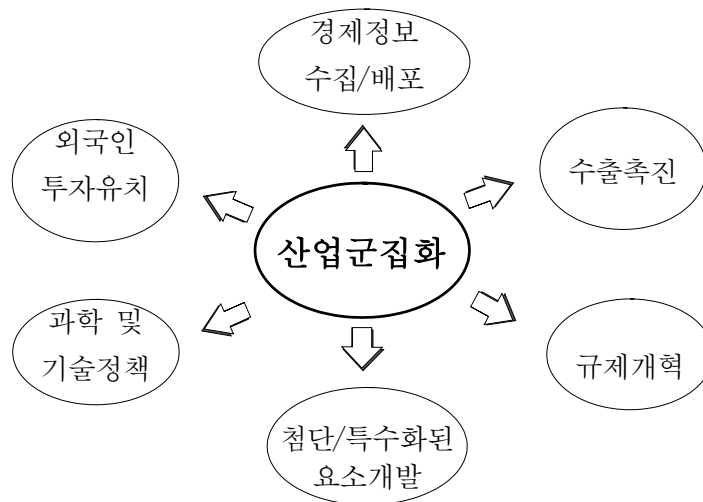 경제정보
수집/배포
외국인
투자유치
수출촉진
산업군집화
과학 및
기술정책
규제개혁
첨단/특수화된
요소개발